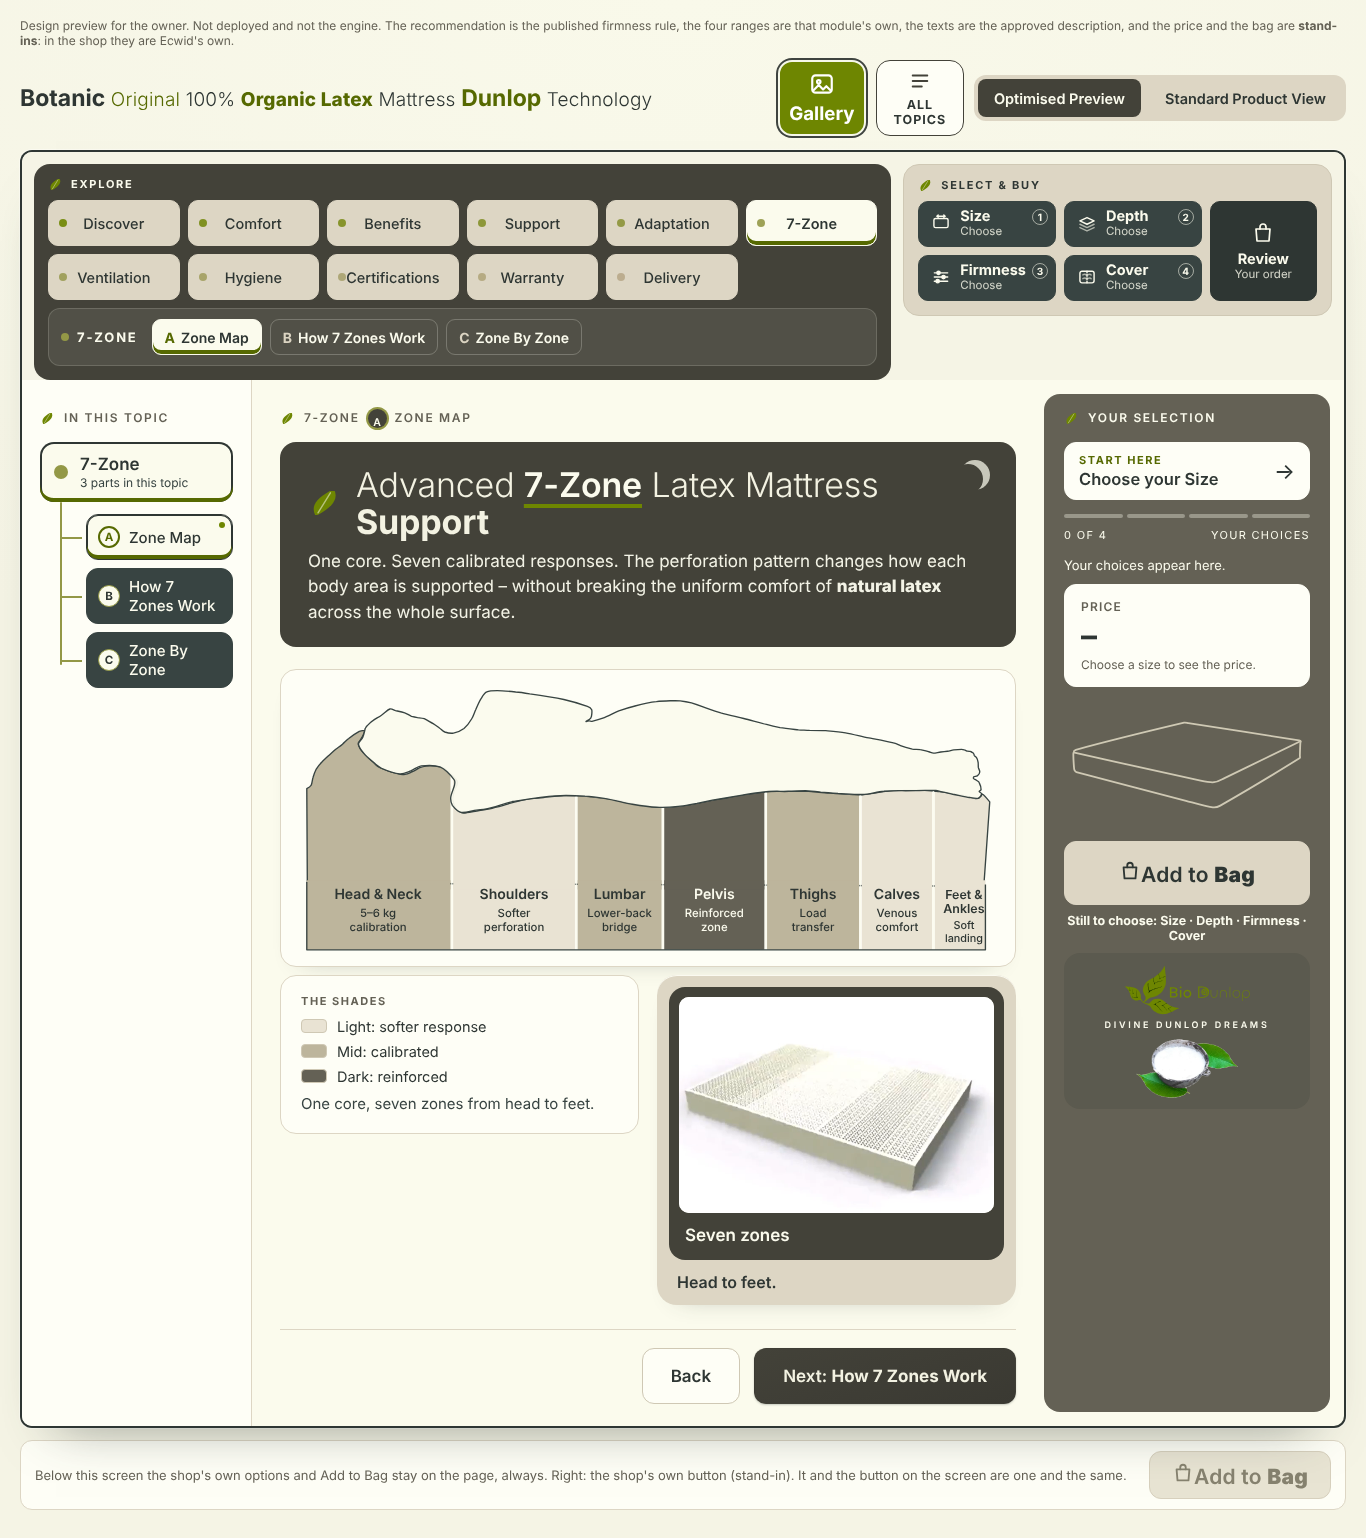 Design preview for the owner. Not deployed and not the engine. The recommendation is the published firmness rule, the four ranges are that module's own, the texts are the approved description, and the price and the bag are stand-
ins: in the shop they are Ecwid's own.
Botanic Original 100% Organic Latex Mattress Dunlop Technology
Gallery
ALL
TOPICS
Optimised Preview
Standard Product View
EXPLORE
Discover
Comfort
Benefits
Support
Adaptation
7-Zone
Ventilation
Hygiene
Certifications
Warranty
Delivery
7-ZONE
A Zone Map
B How 7 Zones Work
C Zone By Zone
SELECT & BUY
Size
Choose
1
Depth
Choose
2
Firmness
Choose
3
Cover
Choose
4
Review
Your order
IN THIS TOPIC
7-Zone
3 parts in this topic
A Zone Map
B How 7
Zones Work
C Zone By
Zone
7-ZONE A ZONE MAP
Advanced 7-Zone Latex Mattress
Support
One core. Seven calibrated responses. The perforation pattern changes how each
body area is supported – without breaking the uniform comfort of natural latex
across the whole surface.
Head & Neck
5–6 kg
calibration
Shoulders
Softer
perforation
Lumbar
Lower-back
bridge
Pelvis
Reinforced
zone
Thighs
Load
transfer
Calves
Venous
comfort
Feet &
Ankles
Soft
landing
THE SHADES
Light: softer response
Mid: calibrated
Dark: reinforced
One core, seven zones from head to feet.
Seven zones
Head to feet.
Back
Next: How 7 Zones Work
YOUR SELECTION
START HERE
Choose your Size
0 OF 4
YOUR CHOICES
Your choices appear here.
PRICE
–
Choose a size to see the price.
Add to Bag
Still to choose: Size · Depth · Firmness ·
Cover
Bio Dunlop
DIVINE DUNLOP DREAMS
Below this screen the shop's own options and Add to Bag stay on the page, always. Right: the shop's own button (stand-in). It and the button on the screen are one and the same.
Add to Bag